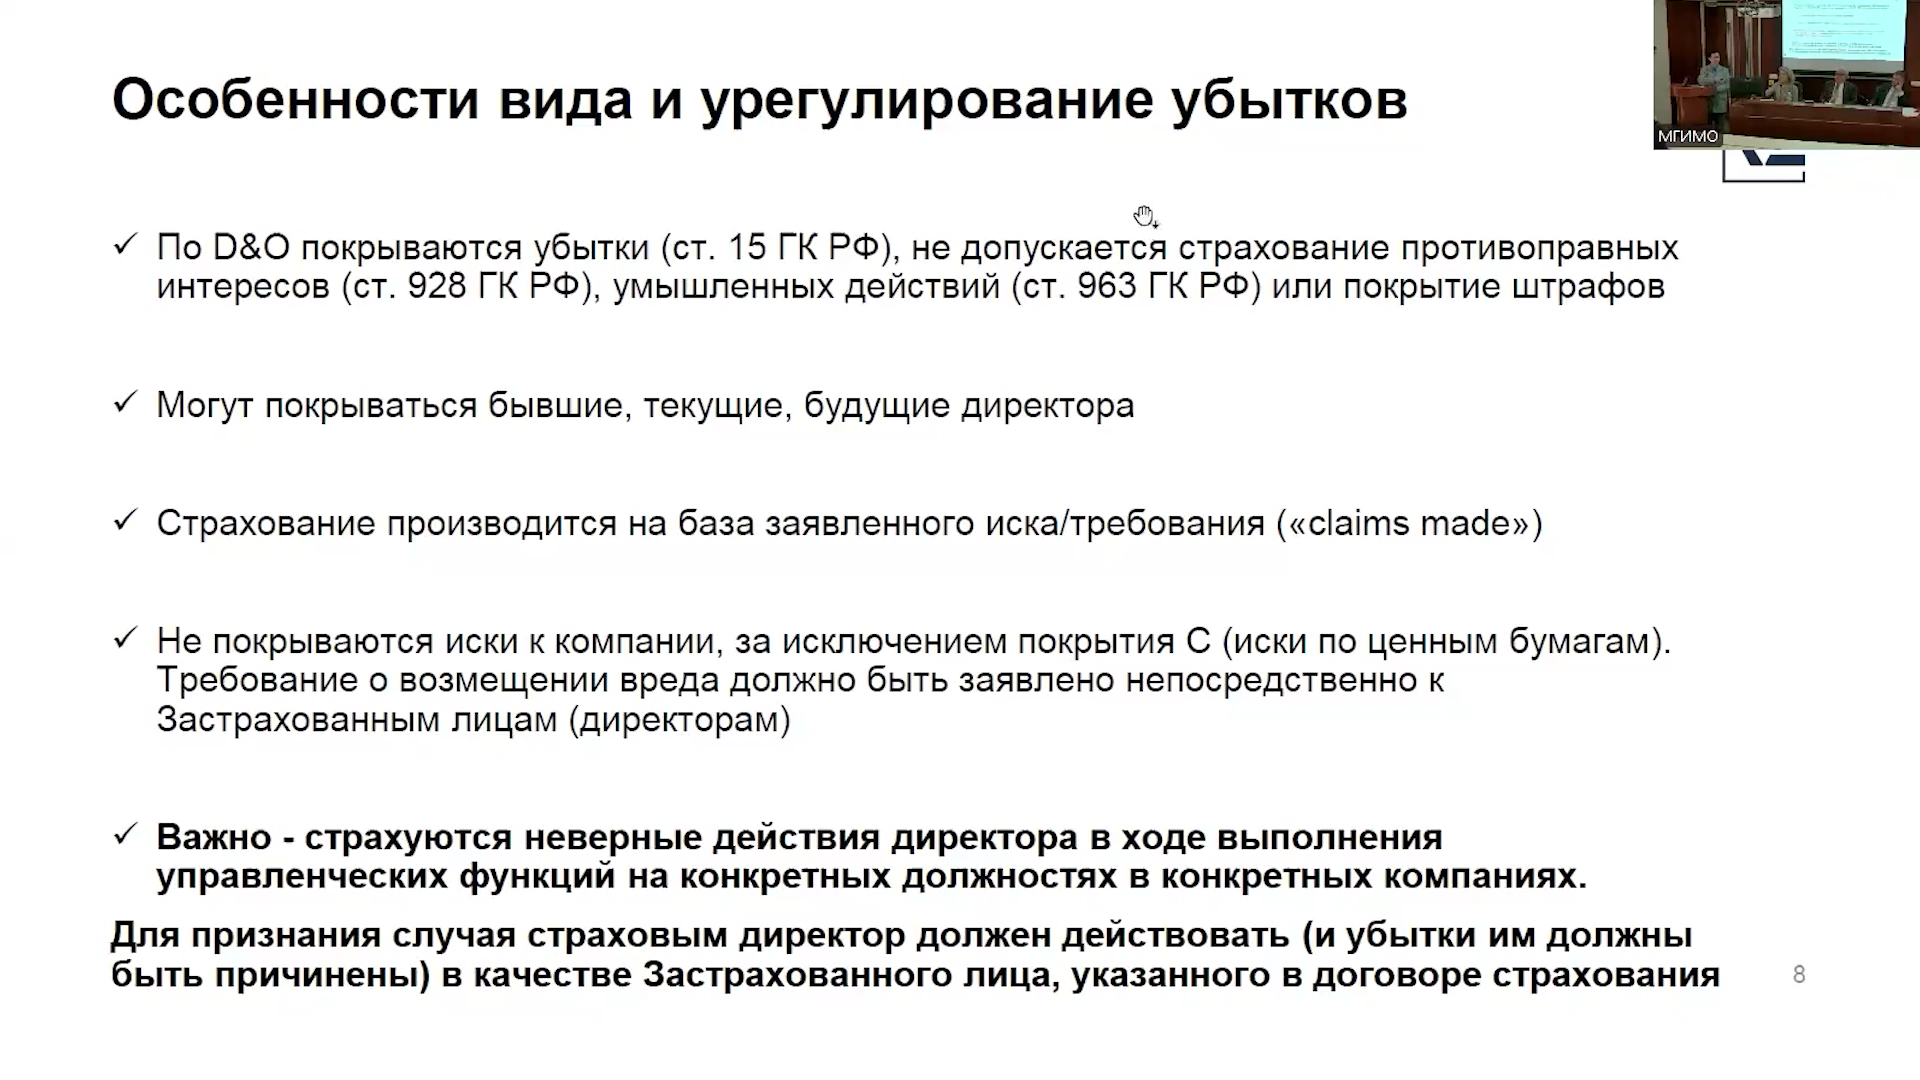 Особенности вида и урегулирование убытков
МГИМО
✓ По D&O покрываются убытки (ст. 15 ГК РФ), не допускается страхование противоправных
интересов (ст. 928 ГК РФ), умышленных действий (ст. 963 ГК РФ) или покрытие штрафов
✓ Могут покрываться бывшие, текущие, будущие директора
✓ Страхование производится на база заявленного иска/требования («claims made»)
✓ Не покрываются иски к компании, за исключением покрытия С (иски по ценным бумагам).
Требование о возмещении вреда должно быть заявлено непосредственно к
Застрахованным лицам (директорам)
✓ Важно - страхуются неверные действия директора в ходе выполнения
управленческих функций на конкретных должностях в конкретных компаниях.
Для признания случая страховым директор должен действовать (и убытки им должны
быть причинены) в качестве Застрахованного лица, указанного в договоре страхования
8